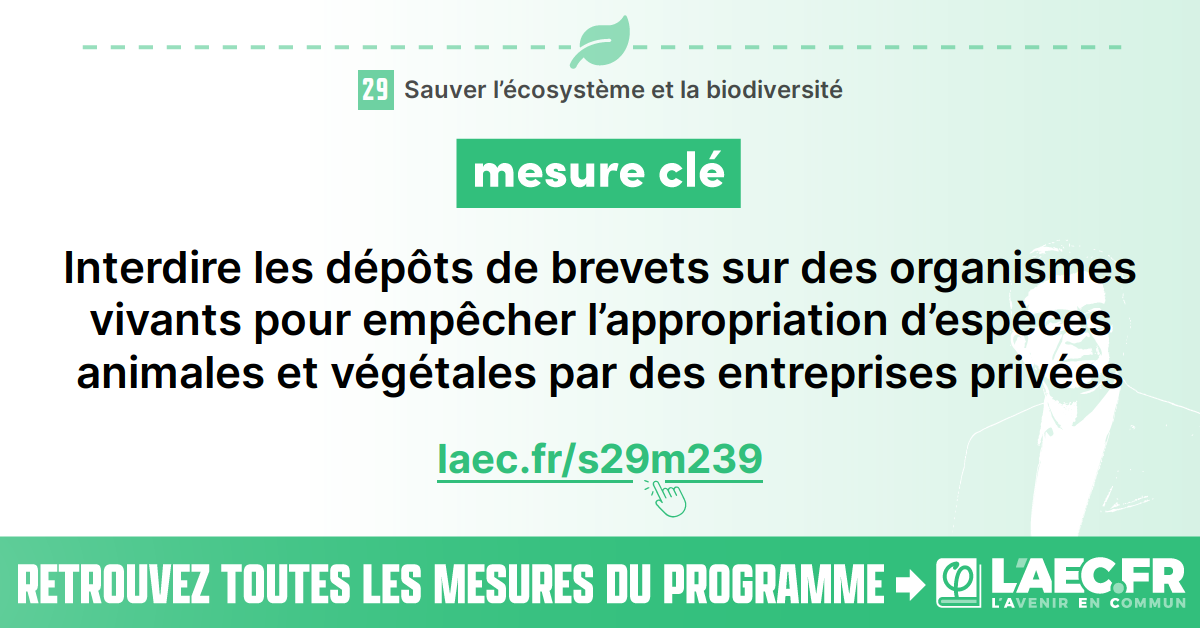 29 Sauver l’écosystème et la biodiversité
mesure clé
Interdire les dépôts de brevets sur des organismes
vivants pour empêcher l’appropriation d’espèces
animales et végétales par des entreprises privées
laec.fr/s29m239
RETROUVEZ TOUTES LES MESURES DU PROGRAMME
L'AEC.FR
L'AVENIR EN COMMUN